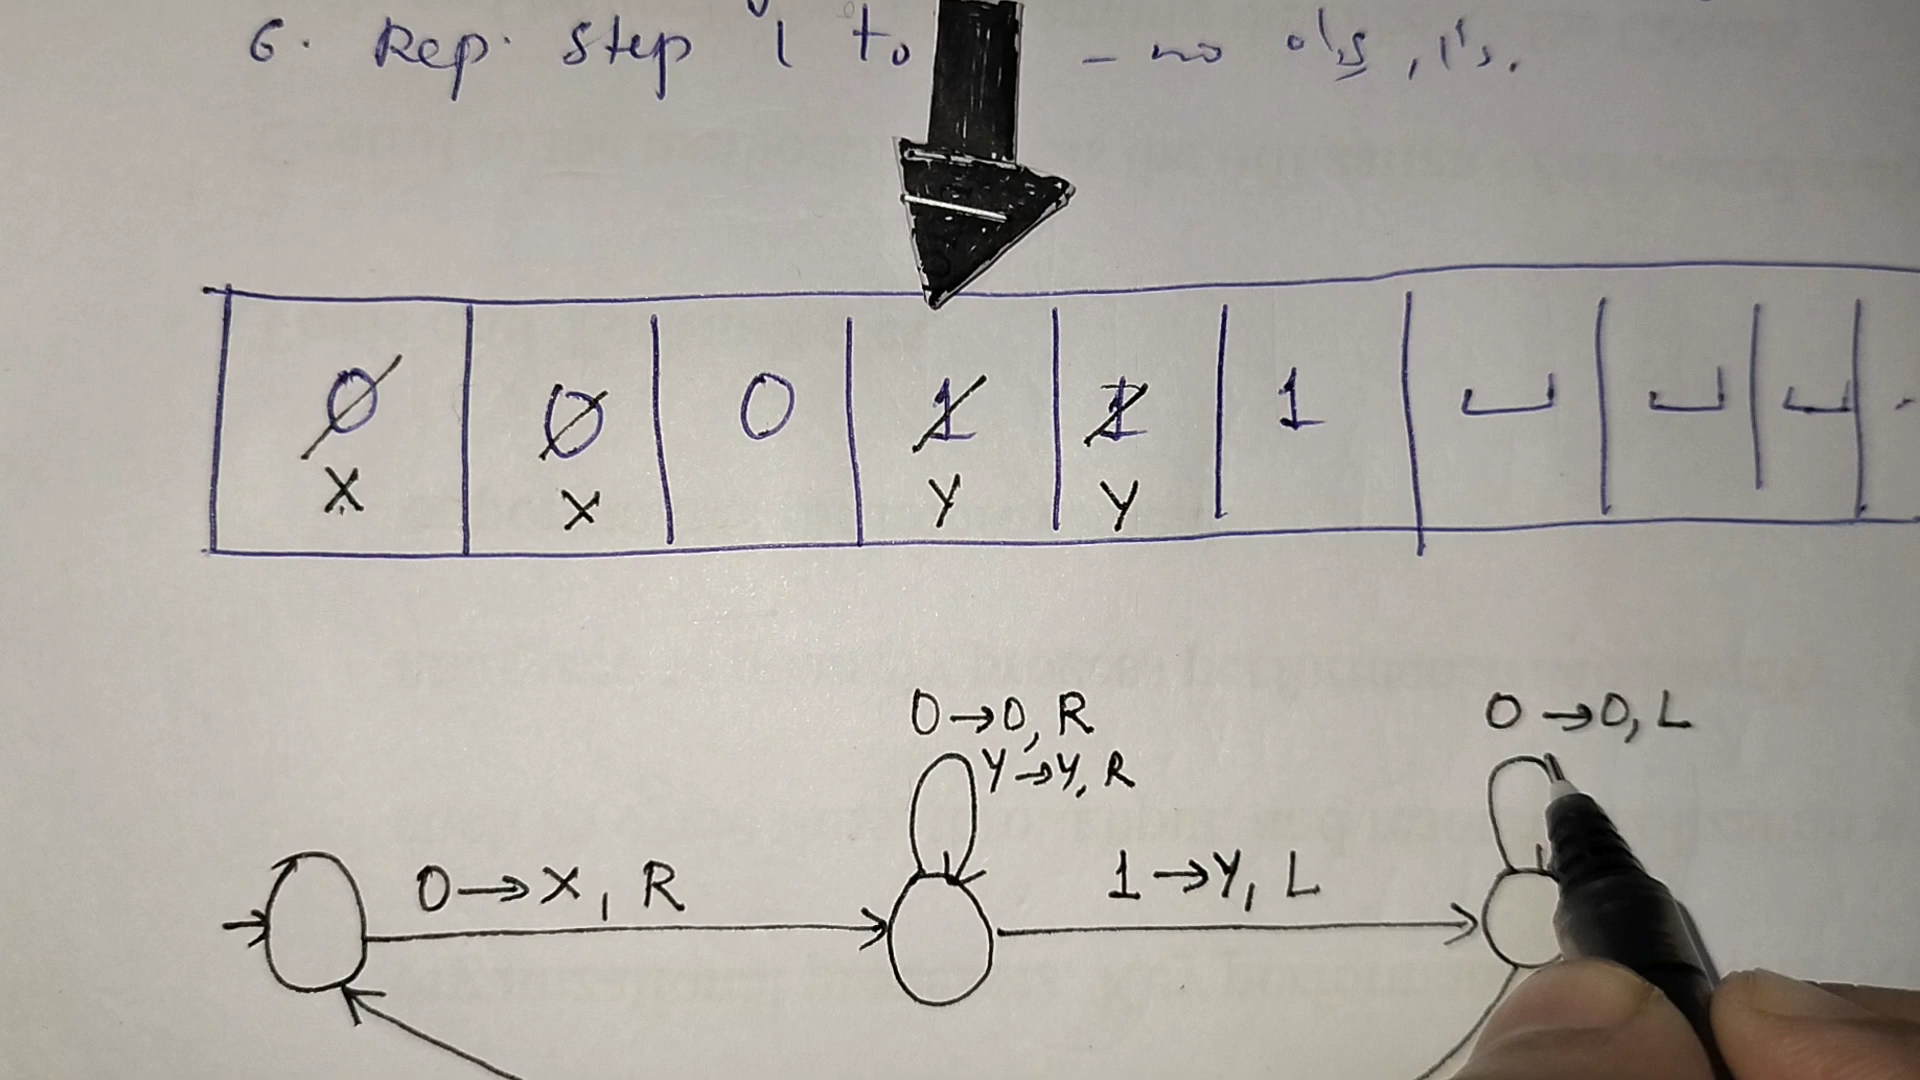 6. Rep. Step 1 to - no 0's, 1's.
0 0 0 1 1 1 ⊔ ⊔ ⊔
X X Y Y
0→0, R 0→0, L
Y→Y, R
0→X, R 1→Y, L